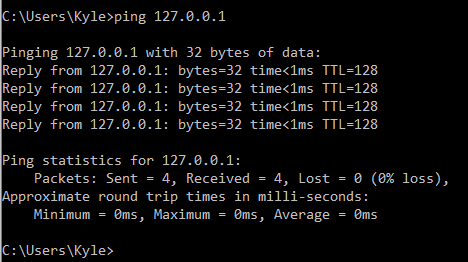 C:\Users\Kyle>ping 127.0.0.1
Pinging 127.0.0.1 with 32 bytes of data:
Reply from 127.0.0.1: bytes=32 time<1ms TTL=128
Reply from 127.0.0.1: bytes=32 time<1ms TTL=128
Reply from 127.0.0.1: bytes=32 time<1ms TTL=128
Reply from 127.0.0.1: bytes=32 time<1ms TTL=128
Ping statistics for 127.0.0.1:
    Packets: Sent = 4, Received = 4, Lost = 0 (0% loss),
Approximate round trip times in milli-seconds:
    Minimum = 0ms, Maximum = 0ms, Average = 0ms
C:\Users\Kyle>